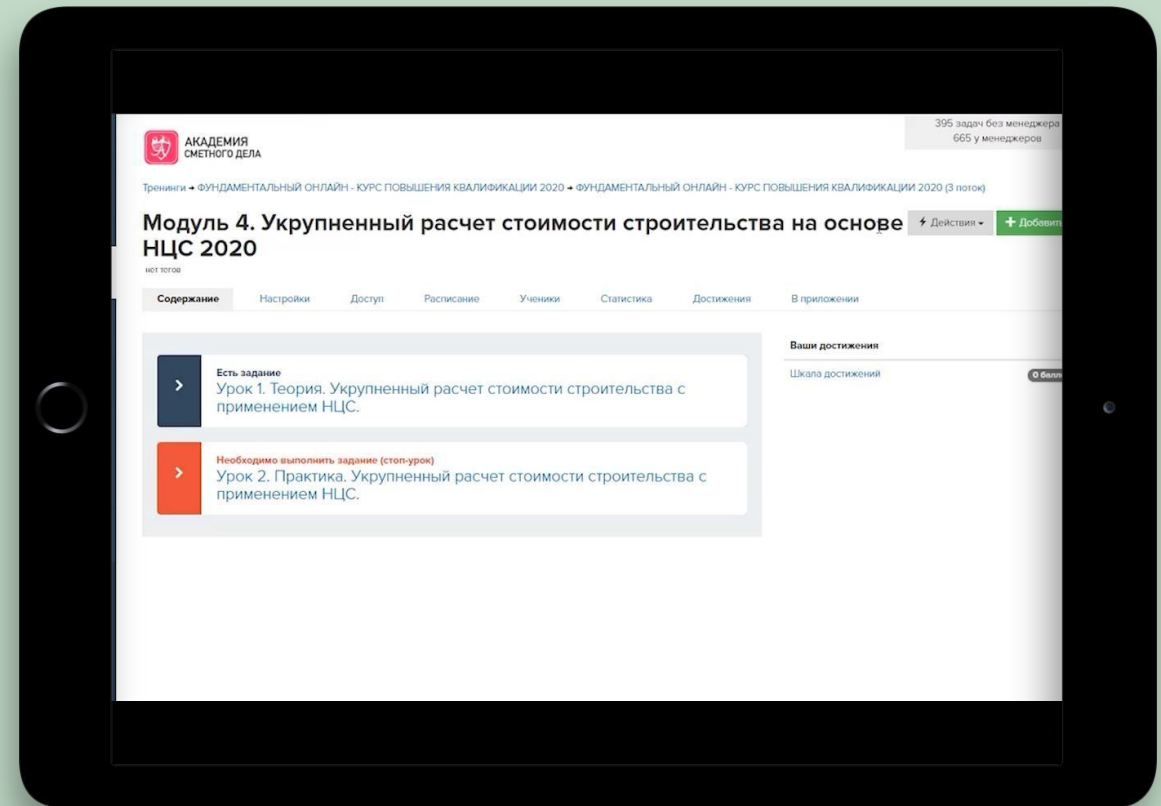 АКАДЕМИЯ
СМЕТНОГО ДЕЛА
395 задач без менеджера
665 у менеджеров
Тренинги → ФУНДАМЕНТАЛЬНЫЙ ОНЛАЙН - КУРС ПОВЫШЕНИЯ КВАЛИФИКАЦИИ 2020 → ФУНДАМЕНТАЛЬНЫЙ ОНЛАЙН - КУРС ПОВЫШЕНИЯ КВАЛИФИКАЦИИ 2020 (3 поток)
Модуль 4. Укрупненный расчет стоимости строительства на основе
НЦС 2020
Действия
+ Добавить
нет тегов
Содержание Настройки Доступ Расписание Ученики Статистика Достижения В приложении
Есть задание
Урок 1. Теория. Укрупненный расчет стоимости строительства с
применением НЦС.
Необходимо выполнить задание (стоп-урок)
Урок 2. Практика. Укрупненный расчет стоимости строительства с
применением НЦС.
Ваши достижения
Шкала достижений 0 балл